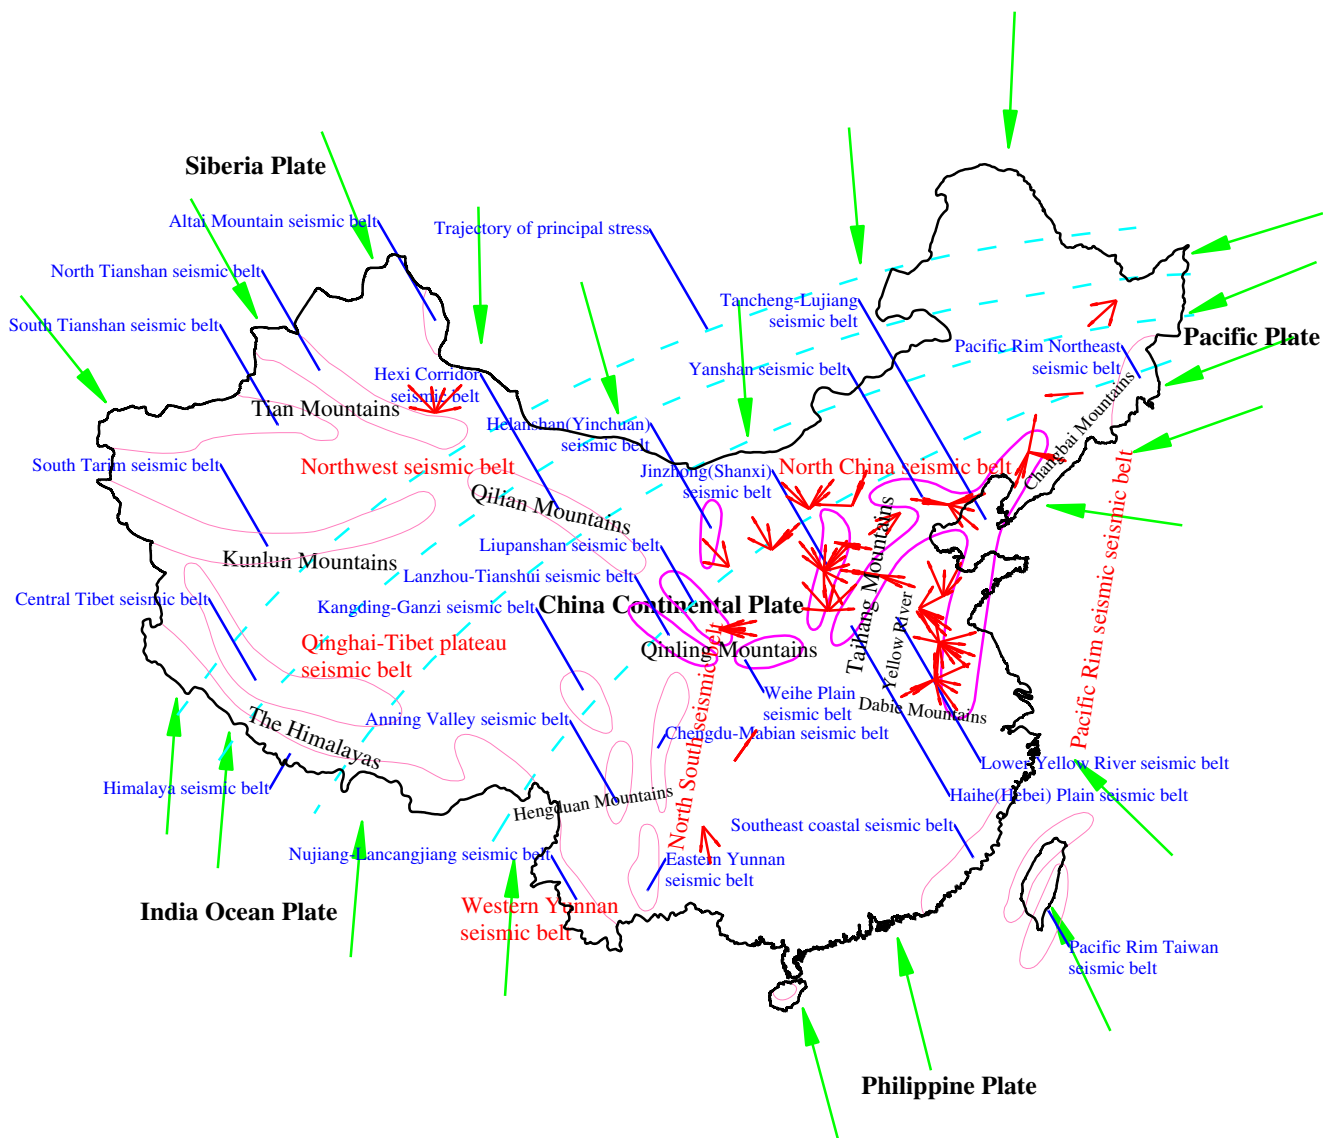 Siberia Plate
Altai Mountain seismic belt
Trajectory of principal stress
North Tianshan seismic belt
South Tianshan seismic belt
Tancheng-Lujiang
seismic belt
Pacific Plate
Pacific Rim Northeast
seismic belt
Yanshan seismic belt
Hexi Corridor
seismic belt
Tian Mountains
Helanshan(Yinchuan)
seismic belt
Changbai Mountains
South Tarim seismic belt
Northwest seismic belt
Jinzhong(Shanxi)
seismic belt
North China seismic belt
Qilian Mountains
Pacific Rim seismic belt
Liupanshan seismic belt
Kunlun Mountains
Lanzhou-Tianshui seismic belt
Taihang Mountains
Central Tibet seismic belt
Kangding-Ganzi seismic belt
China Continental Plate
Yellow River
Qinghai-Tibet plateau
seismic belt
Qinling Mountains
Weihe Plain
seismic belt
Dabie Mountains
The Himalayas
Anning Valley seismic belt
Chengdu-Mabian seismic belt
North South seismic belt
Lower Yellow River seismic belt
Himalaya seismic belt
Hengduan Mountains
Haihe(Hebei) Plain seismic belt
Southeast coastal seismic belt
Nujiang-Lancangjiang seismic belt
Eastern Yunnan
seismic belt
India Ocean Plate
Western Yunnan
seismic belt
Pacific Rim Taiwan
seismic belt
Philippine Plate